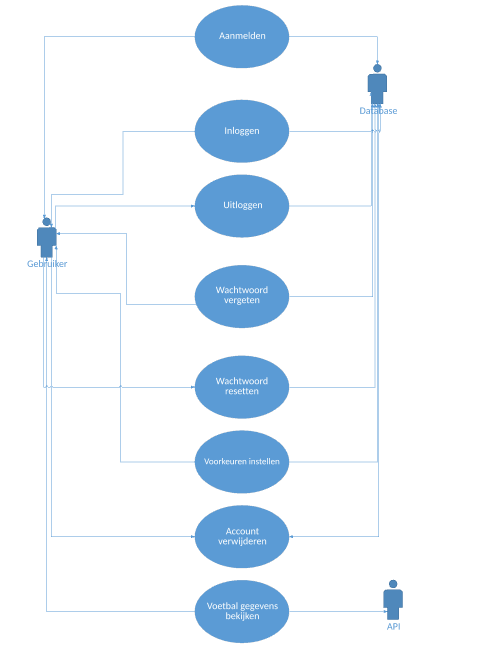 Aanmelden
Database
Inloggen
Uitloggen
Gebruiker
Wachtwoord
vergeten
Wachtwoord
resetten
Voorkeuren instellen
Account
verwijderen
Voetbal gegevens
bekijken
API